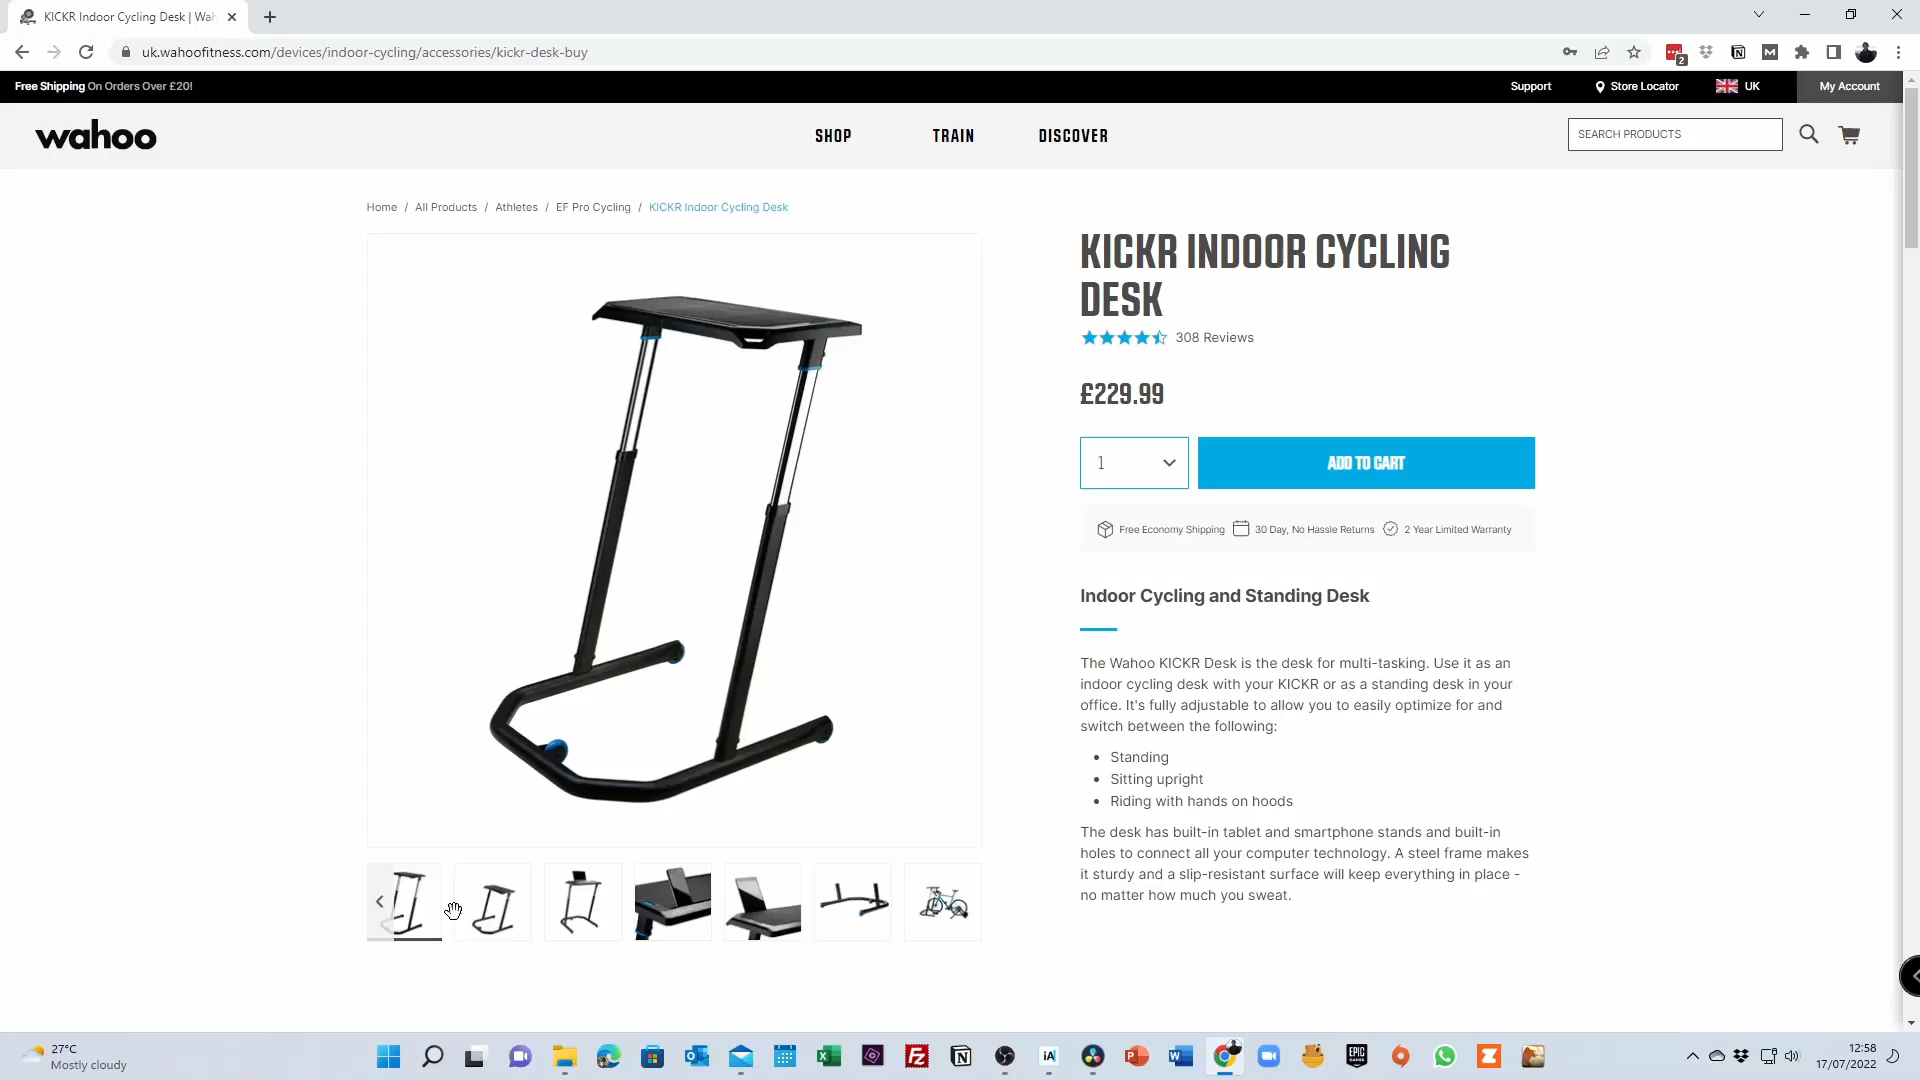 KICKR Indoor Cycling Desk | Wah
uk.wahoofitness.com/devices/indoor-cycling/accessories/kickr-desk-buy
2
Free Shipping On Orders Over £20!
Support
Store Locator
UK
My Account
wahoo
SHOP
TRAIN
DISCOVER
SEARCH PRODUCTS
Home / All Products / Athletes / EF Pro Cycling / KICKR Indoor Cycling Desk
KICKR INDOOR CYCLING
DESK
308 Reviews
£229.99
1
ADD TO CART
Free Economy Shipping
30 Day, No Hassle Returns
2 Year Limited Warranty
Indoor Cycling and Standing Desk
The Wahoo KICKR Desk is the desk for multi-tasking. Use it as an
indoor cycling desk with your KICKR or as a standing desk in your
office. It's fully adjustable to allow you to easily optimize for and
switch between the following:
• Standing
• Sitting upright
• Riding with hands on hoods
The desk has built-in tablet and smartphone stands and built-in
holes to connect all your computer technology. A steel frame makes
it sturdy and a slip-resistant surface will keep everything in place -
no matter how much you sweat.
27°C
Mostly cloudy
Fz
iA
EPIC
GAMES
12:58
17/07/2022